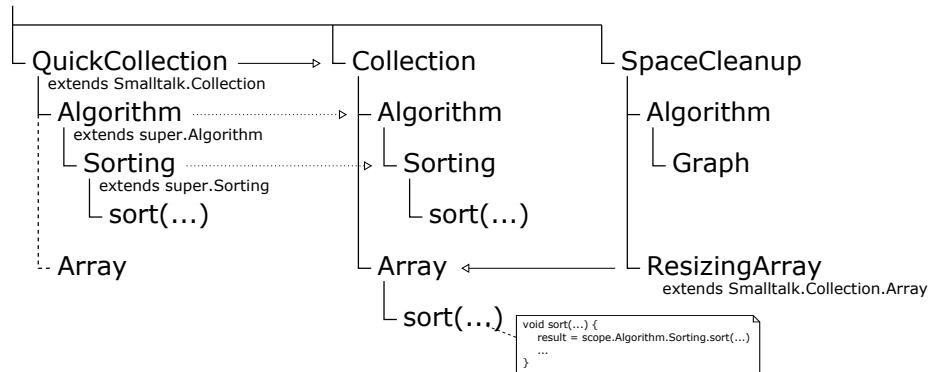 QuickCollection Collection SpaceCleanup
extends Smalltalk.Collection
Algorithm Algorithm Algorithm
extends super.Algorithm
Sorting Sorting Graph
extends super.Sorting
sort(...) sort(...)
Array Array ResizingArray
extends Smalltalk.Collection.Array
sort(...)
void sort(...) {
result = scope.Algorithm.Sorting.sort(...)
...
}